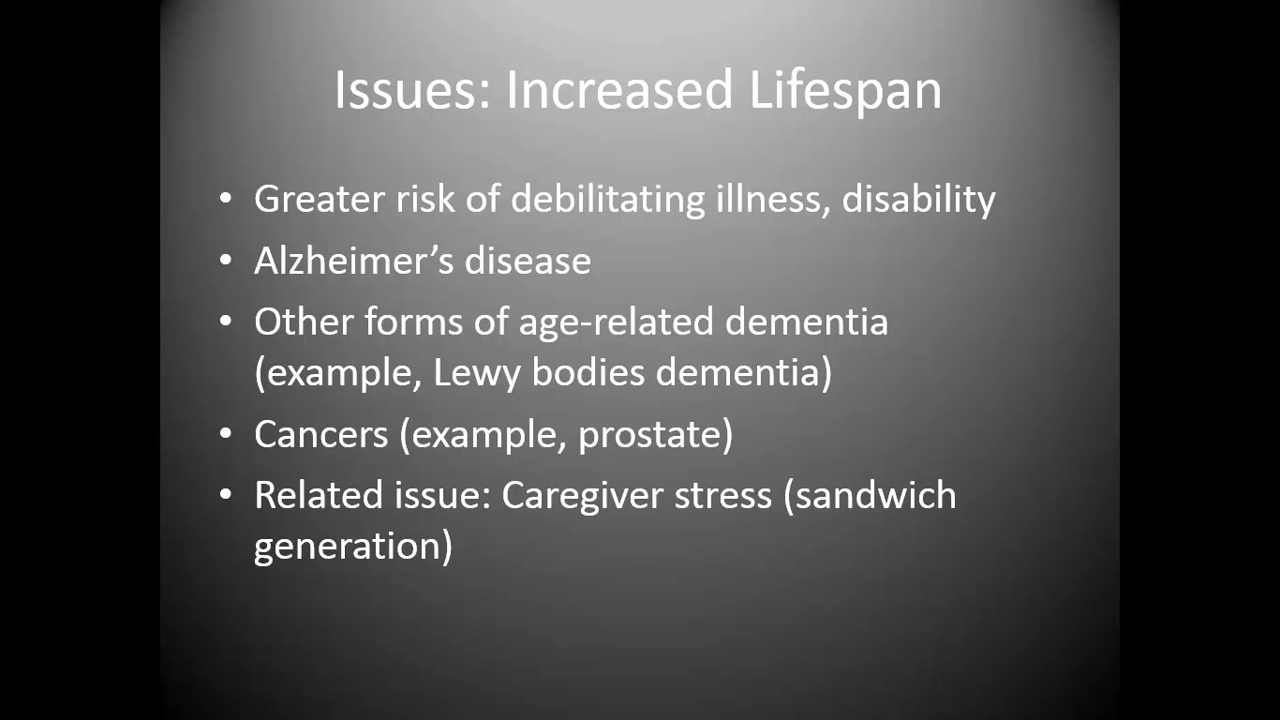 Issues: Increased Lifespan
• Greater risk of debilitating illness, disability
• Alzheimer’s disease
• Other forms of age-related dementia
(example, Lewy bodies dementia)
• Cancers (example, prostate)
• Related issue: Caregiver stress (sandwich
generation)